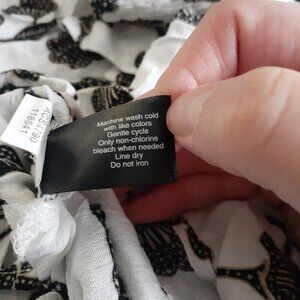 Machine wash cold
with like colors
Gentle cycle
Only non-chlorine
bleach when needed
Line dry
Do not iron
118641